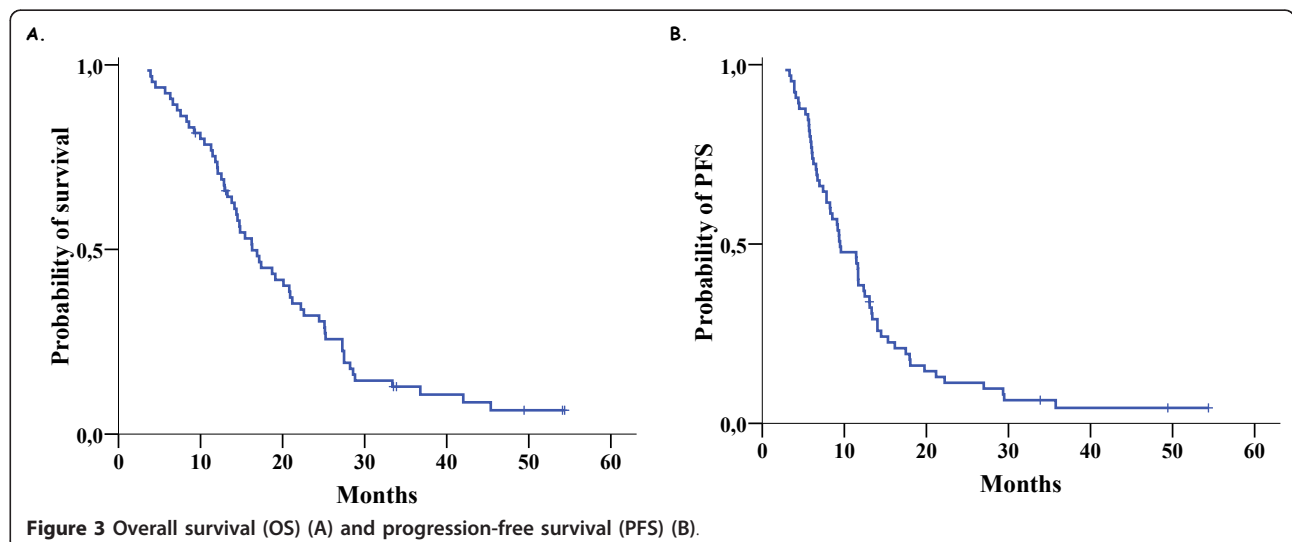 A.
1,0
Probability of survival
0,5
0,0
0 10 20 30 40 50 60
Months
B.
1,0
Probability of PFS
0,5
0,0
0 10 20 30 40 50 60
Months
Figure 3 Overall survival (OS) (A) and progression-free survival (PFS) (B).